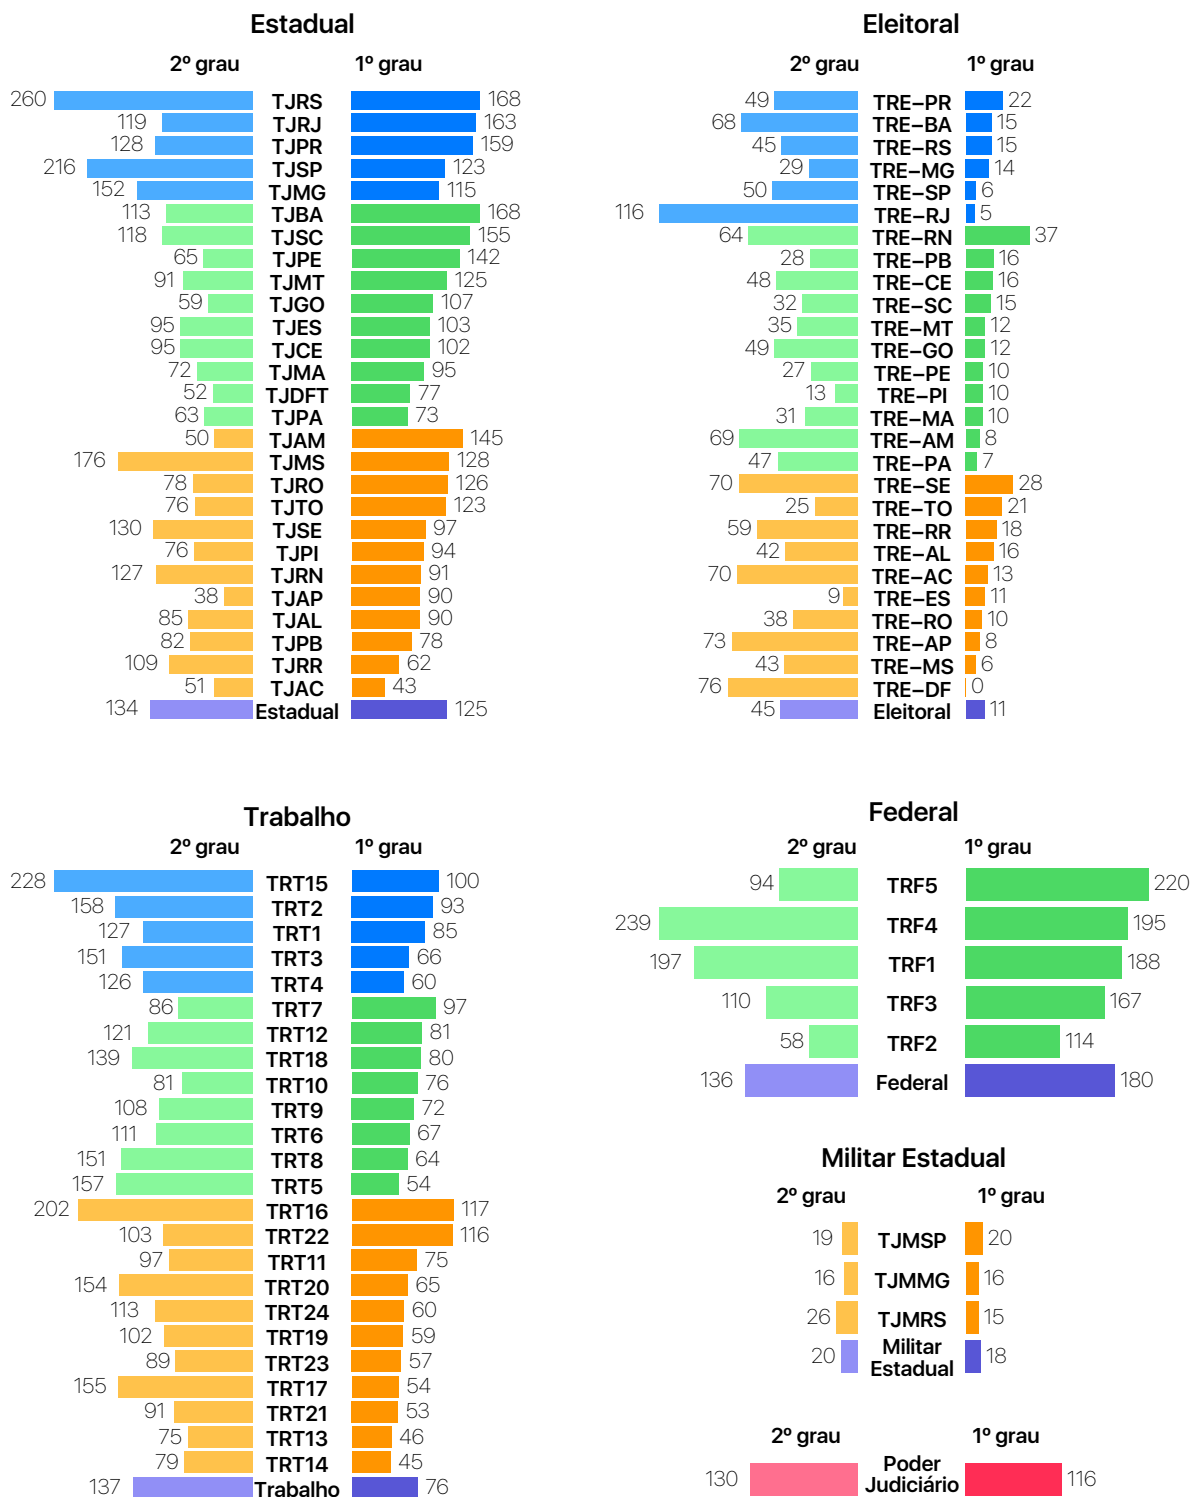 Estadual
2º grau 1º grau
260 TJRS 168
119 TJRJ 163
128 TJPR 159
216 TJSP 123
152 TJMG 115
113 TJBA 168
118 TJSC 155
65 TJPE 142
91 TJMT 125
59 TJGO 107
95 TJES 103
95 TJCE 102
72 TJMA 95
52 TJDFT 77
63 TJPA 73
50 TJAM 145
176 TJMS 128
78 TJRO 126
76 TJTO 123
130 TJSE 97
76 TJPI 94
127 TJRN 91
38 TJAP 90
85 TJAL 90
82 TJPB 78
109 TJRR 62
51 TJAC 43
134 Estadual 125
Eleitoral
2º grau 1º grau
49 TRE–PR 22
68 TRE–BA 15
45 TRE–RS 15
29 TRE–MG 14
50 TRE–SP 6
116 TRE–RJ 5
64 TRE–RN 37
28 TRE–PB 16
48 TRE–CE 16
32 TRE–SC 15
35 TRE–MT 12
49 TRE–GO 12
27 TRE–PE 10
13 TRE–PI 10
31 TRE–MA 10
69 TRE–AM 8
47 TRE–PA 7
70 TRE–SE 28
25 TRE–TO 21
59 TRE–RR 18
42 TRE–AL 16
70 TRE–AC 13
9 TRE–ES 11
38 TRE–RO 10
73 TRE–AP 8
43 TRE–MS 6
76 TRE–DF 0
45 Eleitoral 11
Trabalho
2º grau 1º grau
228 TRT15 100
158 TRT2 93
127 TRT1 85
151 TRT3 66
126 TRT4 60
86 TRT7 97
121 TRT12 81
139 TRT18 80
81 TRT10 76
108 TRT9 72
111 TRT6 67
151 TRT8 64
157 TRT5 54
202 TRT16 117
103 TRT22 116
97 TRT11 75
154 TRT20 65
113 TRT24 60
102 TRT19 59
89 TRT23 57
155 TRT17 54
91 TRT21 53
75 TRT13 46
79 TRT14 45
137 Trabalho 76
Federal
2º grau 1º grau
94 TRF5 220
239 TRF4 195
197 TRF1 188
110 TRF3 167
58 TRF2 114
136 Federal 180
Militar Estadual
2º grau 1º grau
19 TJMSP 20
16 TJMMG 16
26 TJMRS 15
Militar
20 Estadual 18
2º grau 1º grau
Poder
130 Judiciário 116